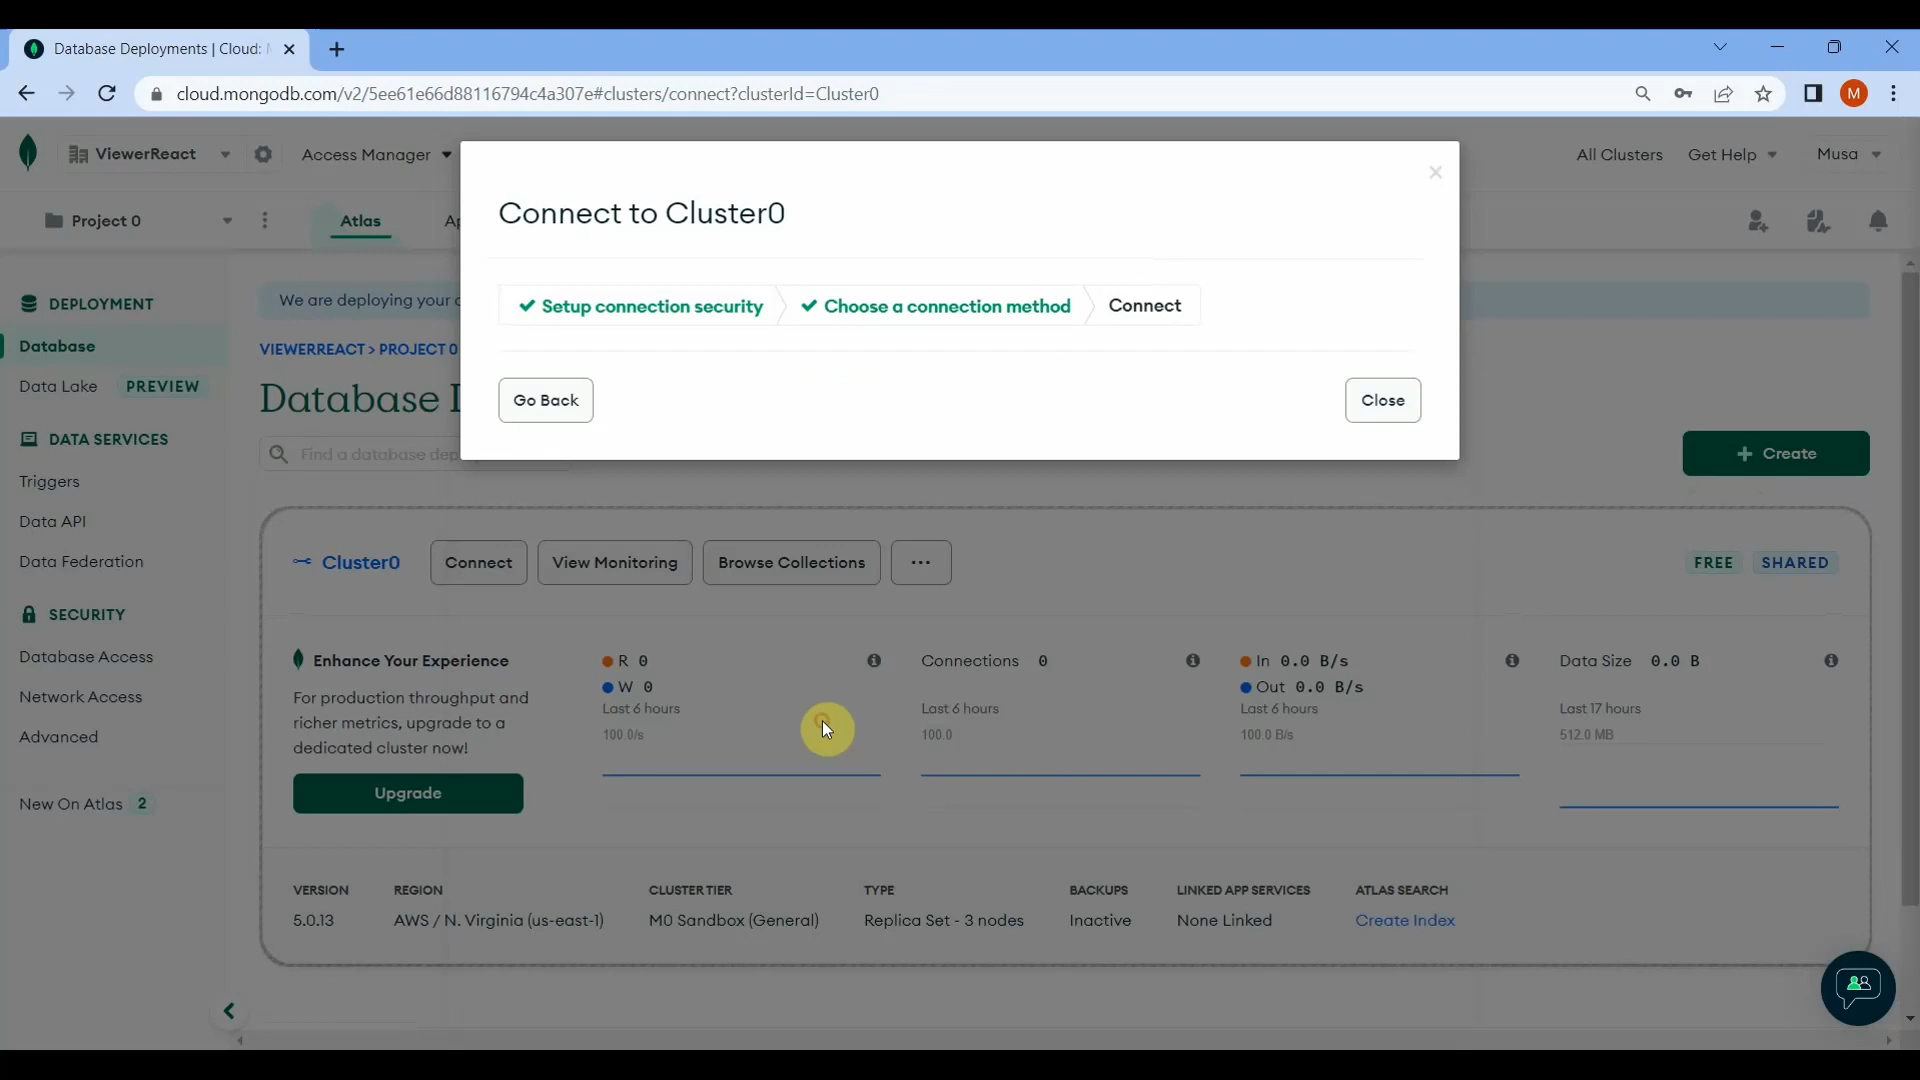 Database Deployments | Cloud:
cloud.mongodb.com/v2/5ee61e66d88116794c4a307e#clusters/connect?clusterId=Cluster0
M
ViewerReact
Access Manager
All Clusters
Get Help
Musa
Project 0
Atlas
Ap
Connect to Cluster0
Setup connection security
Choose a connection method
Connect
Go Back
Close
DEPLOYMENT
Database
Data Lake PREVIEW
DATA SERVICES
Triggers
Data API
Data Federation
SECURITY
Database Access
Network Access
Advanced
New On Atlas 2
We are deploying your c
VIEWERREACT > PROJECT 0
Database D
Find a database dep
+ Create
Cluster0
Connect
View Monitoring
Browse Collections
...
FREE
SHARED
Enhance Your Experience
For production throughput and
richer metrics, upgrade to a
dedicated cluster now!
Upgrade
R 0
W 0
Last 6 hours
100.0/s
Connections 0
Last 6 hours
100.0
In 0.0 B/s
Out 0.0 B/s
Last 6 hours
100.0 B/s
Data Size 0.0 B
Last 17 hours
512.0 MB
VERSION
5.0.13
REGION
AWS / N. Virginia (us-east-1)
CLUSTER TIER
M0 Sandbox (General)
TYPE
Replica Set - 3 nodes
BACKUPS
Inactive
LINKED APP SERVICES
None Linked
ATLAS SEARCH
Create Index